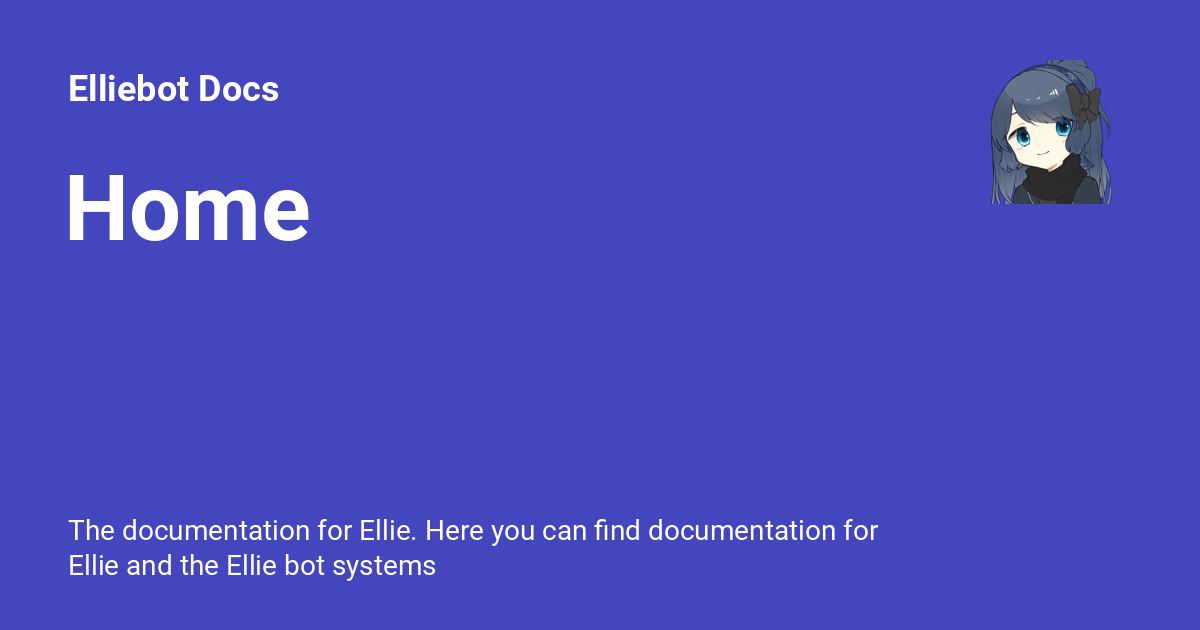 Elliebot Docs
Home
The documentation for Ellie. Here you can find documentation for
Ellie and the Ellie bot systems